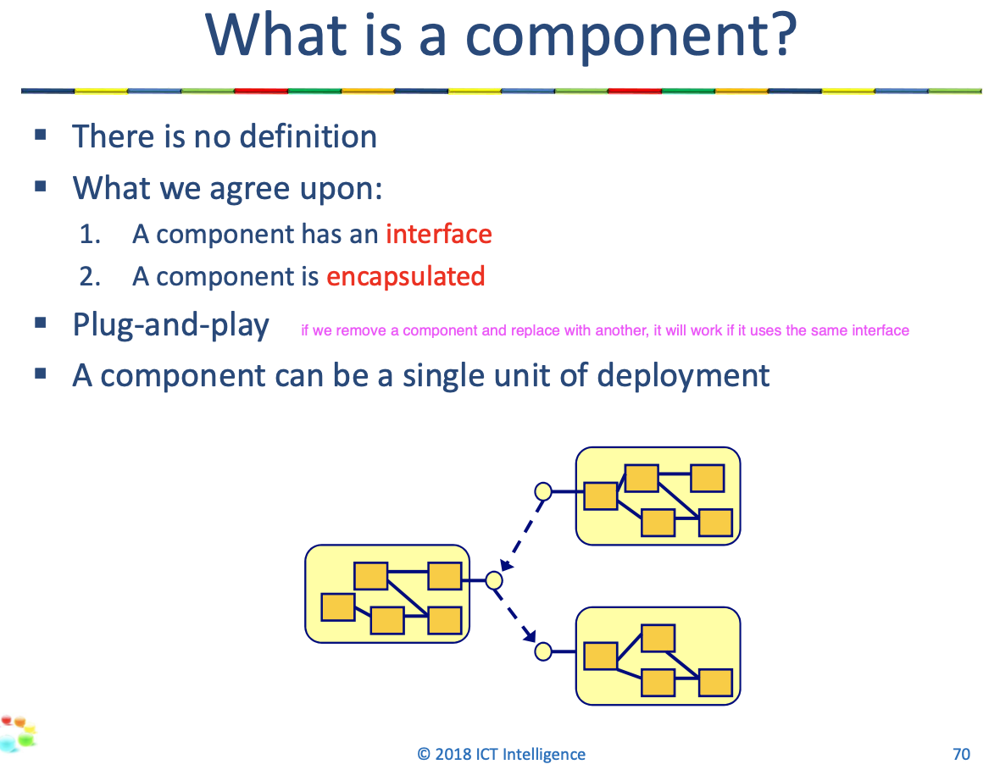 What is a component?
There is no definition
What we agree upon:
1. A component has an interface
2. A component is encapsulated
Plug-and-play if we remove a component and replace with another, it will work if it uses the same interface
A component can be a single unit of deployment
© 2018 ICT Intelligence 70